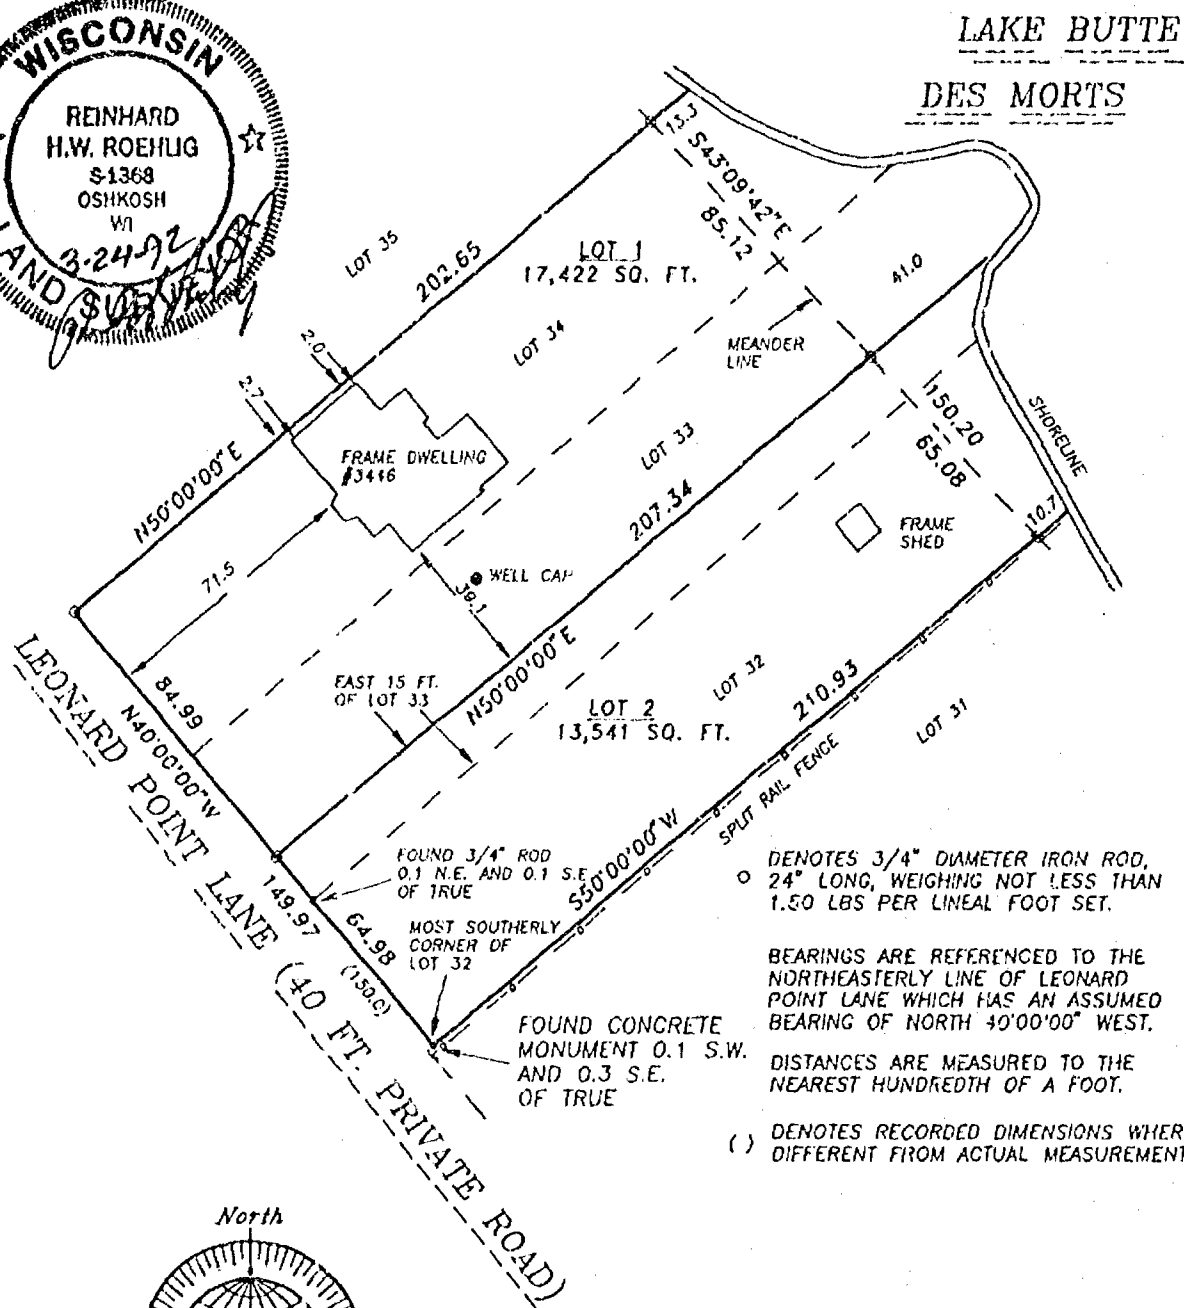 WISCONSIN
REINHARD
H.W. ROEHLIG
S-1368
OSHKOSH
WI
3-24-92
LAND SURVEYOR
LAKE BUTTE
DES MORTS
13.3
S43°09'42"E
85.12
LOT 35
202.65
LOT 1
17,422 SQ. FT.
41.0
LOT 34
MEANDER
LINE
2.0
2.7
150.20
65.08
SHORELINE
FRAME DWELLING
#3446
LOT 33
N50°00'00"E
207.34
FRAME
SHED
10.7
71.5
WELL CAP
39.1
LEONARD POINT LANE (40 FT. PRIVATE ROAD)
84.99
N40°00'00"W
EAST 15 FT.
OF LOT 33
N50°00'00"E
LOT 32
LOT 2
13,541 SQ. FT.
210.93
LOT 31
SPLIT RAIL FENCE
S50°00'00"W
FOUND 3/4" ROD
0.1 N.E. AND 0.1 S.E.
OF TRUE
149.97
64.98
(150.0)
MOST SOUTHERLY
CORNER OF
LOT 32
FOUND CONCRETE
MONUMENT 0.1 S.W.
AND 0.3 S.E.
OF TRUE
DENOTES 3/4" DIAMETER IRON ROD,
24" LONG, WEIGHING NOT LESS THAN
1.50 LBS PER LINEAL FOOT SET.
BEARINGS ARE REFERENCED TO THE
NORTHEASTERLY LINE OF LEONARD
POINT LANE WHICH HAS AN ASSUMED
BEARING OF NORTH 40°00'00" WEST.
DISTANCES ARE MEASURED TO THE
NEAREST HUNDREDTH OF A FOOT.
( ) DENOTES RECORDED DIMENSIONS WHER
DIFFERENT FROM ACTUAL MEASUREMENT
North